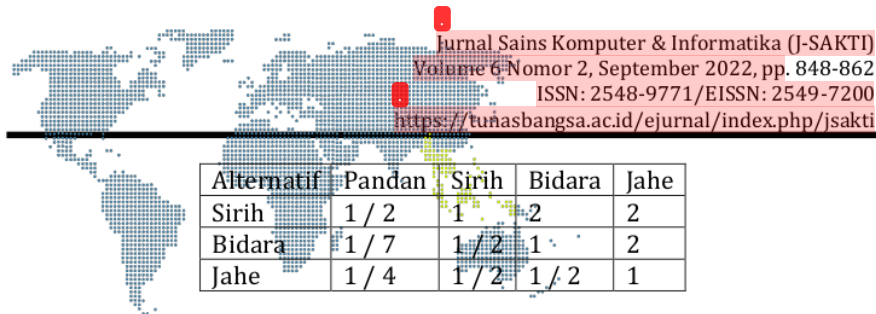 Jurnal Sains Komputer & Informatika (J-SAKTI)
Volume 6 Nomor 2, September 2022, pp. 848-862
ISSN: 2548-9771/EISSN: 2549-7200
https://tunasbangsa.ac.id/ejurnal/index.php/jsakti
Alternatif Pandan Sirih Bidara Jahe
Sirih 1 / 2 1 2 2
Bidara 1 / 7 1 / 2 1 2
Jahe 1 / 4 1 / 2 1 / 2 1